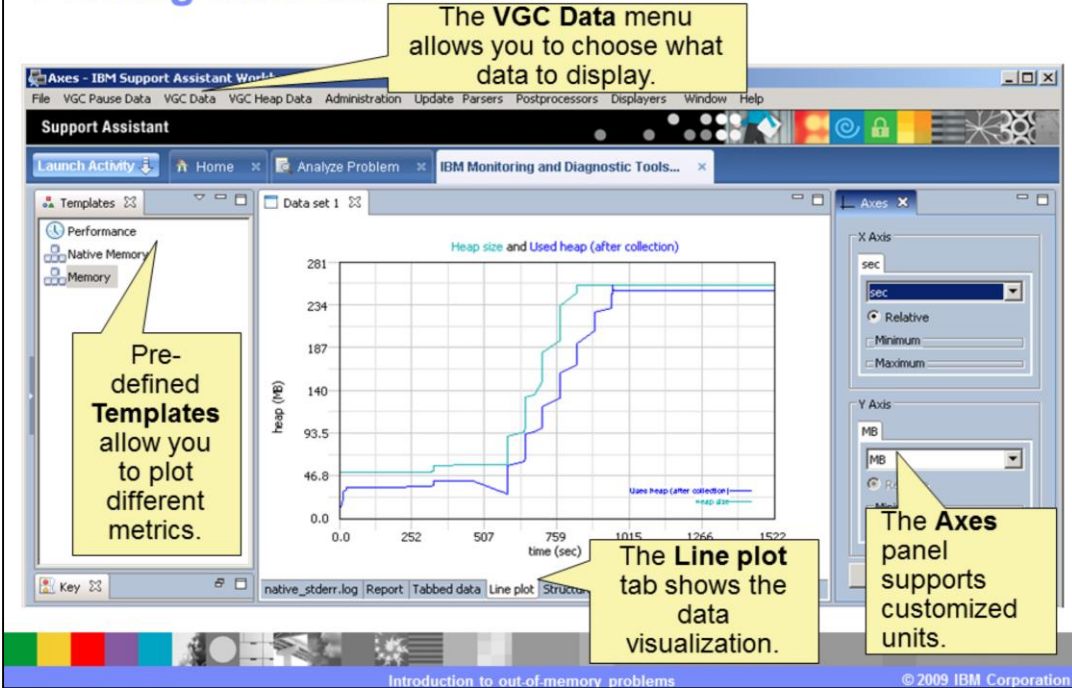 The VGC Data menu
allows you to choose what
data to display.
Axes - IBM Support Assistant
File VGC Pause Data VGC Data VGC Heap Data Administration Update Parsers Postprocessors Displayers Window Help
Support Assistant
Launch Activity Home Analyze Problem IBM Monitoring and Diagnostic Tools...
Templates
Performance
Native Memory
Memory
Pre-
defined
Templates
allow you
to plot
different
metrics.
Key
Data set 1
Heap size and Used heap (after collection)
281
234
187
140
93.5
46.8
0.0
heap (MB)
Used heap (after collection)
Heap size
0.0 252 507 759 1015 1266 1522
time (sec)
native_stderr.log Report Tabbed data Line plot
The Line plot
tab shows the
data
visualization.
Axes
X Axis
sec
sec
Relative
Minimum
Maximum
Y Axis
MB
MB
The Axes
panel
supports
customized
units.
Introduction to out-of-memory problems
© 2009 IBM Corporation